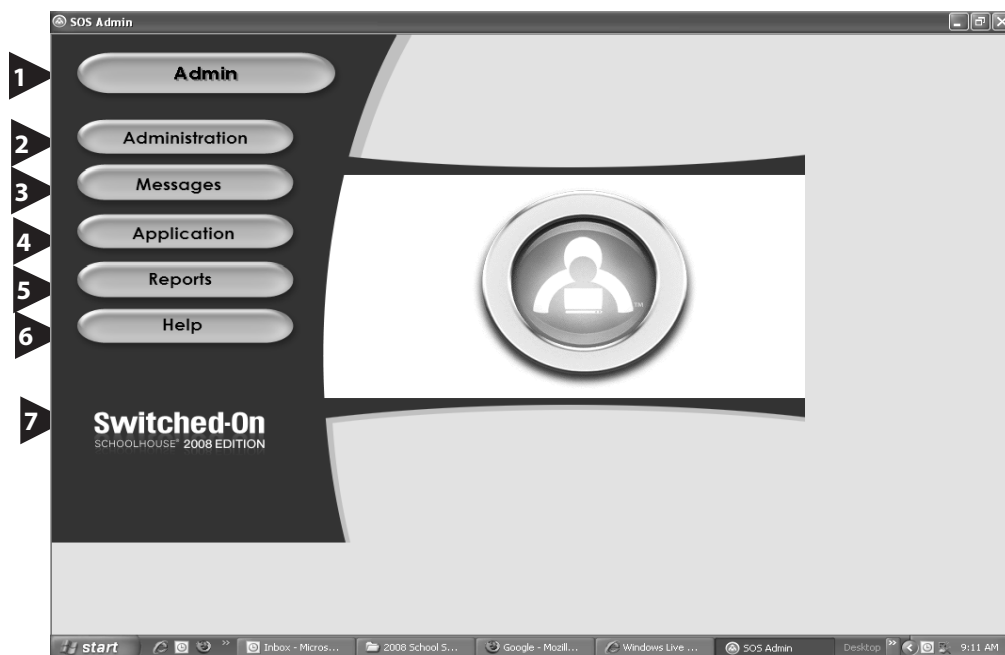 SOS Admin
1 Admin
2 Administration
3 Messages
4 Application
5 Reports
6 Help
TM
7 Switched-On
SCHOOLHOUSE® 2008 EDITION
start » Inbox - Micros... 2008 School S... Google - Mozill... Windows Live ... SOS Admin Desktop » 9:11 AM